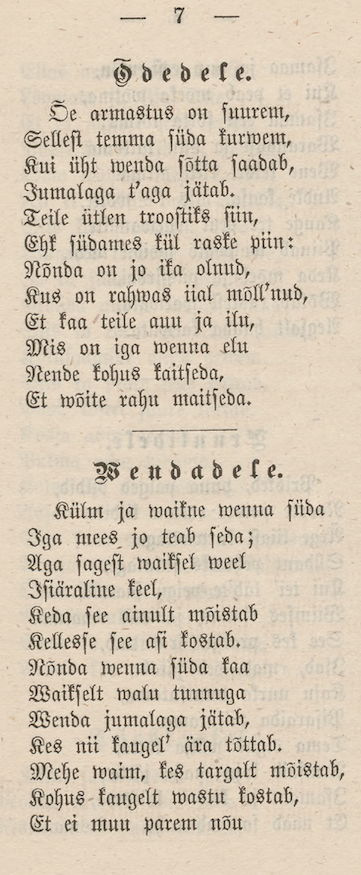 — 7 —
Ödedele.
Öe armastus on suurem,
Sellest temma süda kurwem,
Kui üht wenda sõtta saadab,
Jumalaga t'aga jätab.
Teile ütlen troostiks siin,
Ehk südames kül raske piin:
Nõnda on jo ika olnud,
Kus on rahwas iial möll'nud,
Et kaa teile auu ja ilu,
Mis on iga wenna elu
Nende kohus kaitseda,
Et wõite rahu maitseda.
Wendadele.
Külm ja waikne wenna süda
Iga mees jo teab seda;
Aga sagest waiksel weel
Isiäraline keel,
Keda see ainult mõistab
Kellesse see asi kostab.
Nõnda wenna süda kaa
Waikselt walu tunnuga
Wenda jumalaga jätab,
Kes nii kaugel' ära tõttab.
Mehe waim, kes targalt mõistab,
Kohus kaugelt wastu kostab,
Et ei muu parem nõu